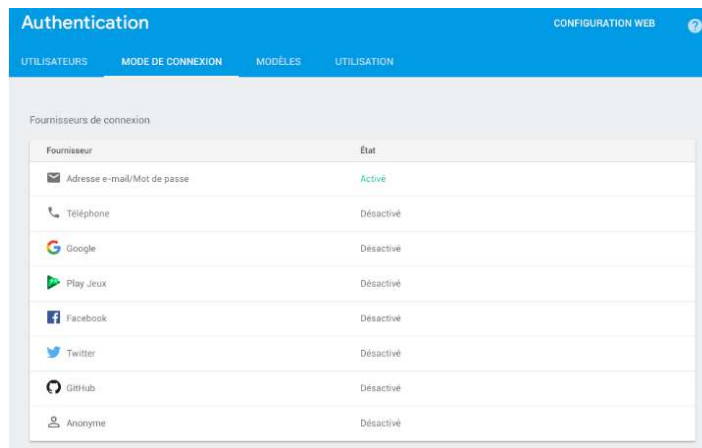 Authentication
CONFIGURATION WEB
?
UTILISATEURS MODE DE CONNEXION MODÈLES UTILISATION
Fournisseurs de connexion
Fournisseur État
Adresse e-mail/Mot de passe Activé
Téléphone Désactivé
Google Désactivé
Play Jeux Désactivé
Facebook Désactivé
Twitter Désactivé
GitHub Désactivé
Anonyme Désactivé